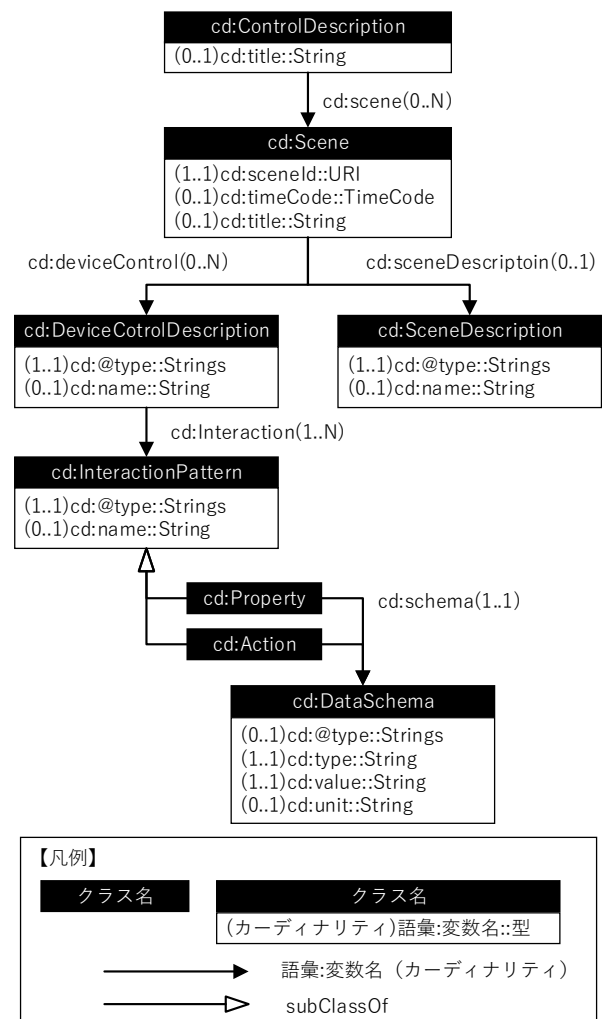 cd:ControlDescription
(0..1)cd:title::String
cd:scene(0..N)
cd:Scene
(1..1)cd:sceneId::URI
(0..1)cd:timeCode::TimeCode
(0..1)cd:title::String
cd:deviceControl(0..N)
cd:sceneDescriptoin(0..1)
cd:DeviceCotrolDescription
(1..1)cd:@type::Strings
(0..1)cd:name::String
cd:SceneDescription
(1..1)cd:@type::Strings
(0..1)cd:name::String
cd:Interaction(1..N)
cd:InteractionPattern
(1..1)cd:@type::Strings
(0..1)cd:name::String
cd:Property
cd:schema(1..1)
cd:Action
cd:DataSchema
(0..1)cd:@type::Strings
(1..1)cd:type::String
(1..1)cd:value::String
(0..1)cd:unit::String
【凡例】
クラス名
クラス名
(カーディナリティ)語彙:変数名::型
語彙:変数名（カーディナリティ）
subClassOf